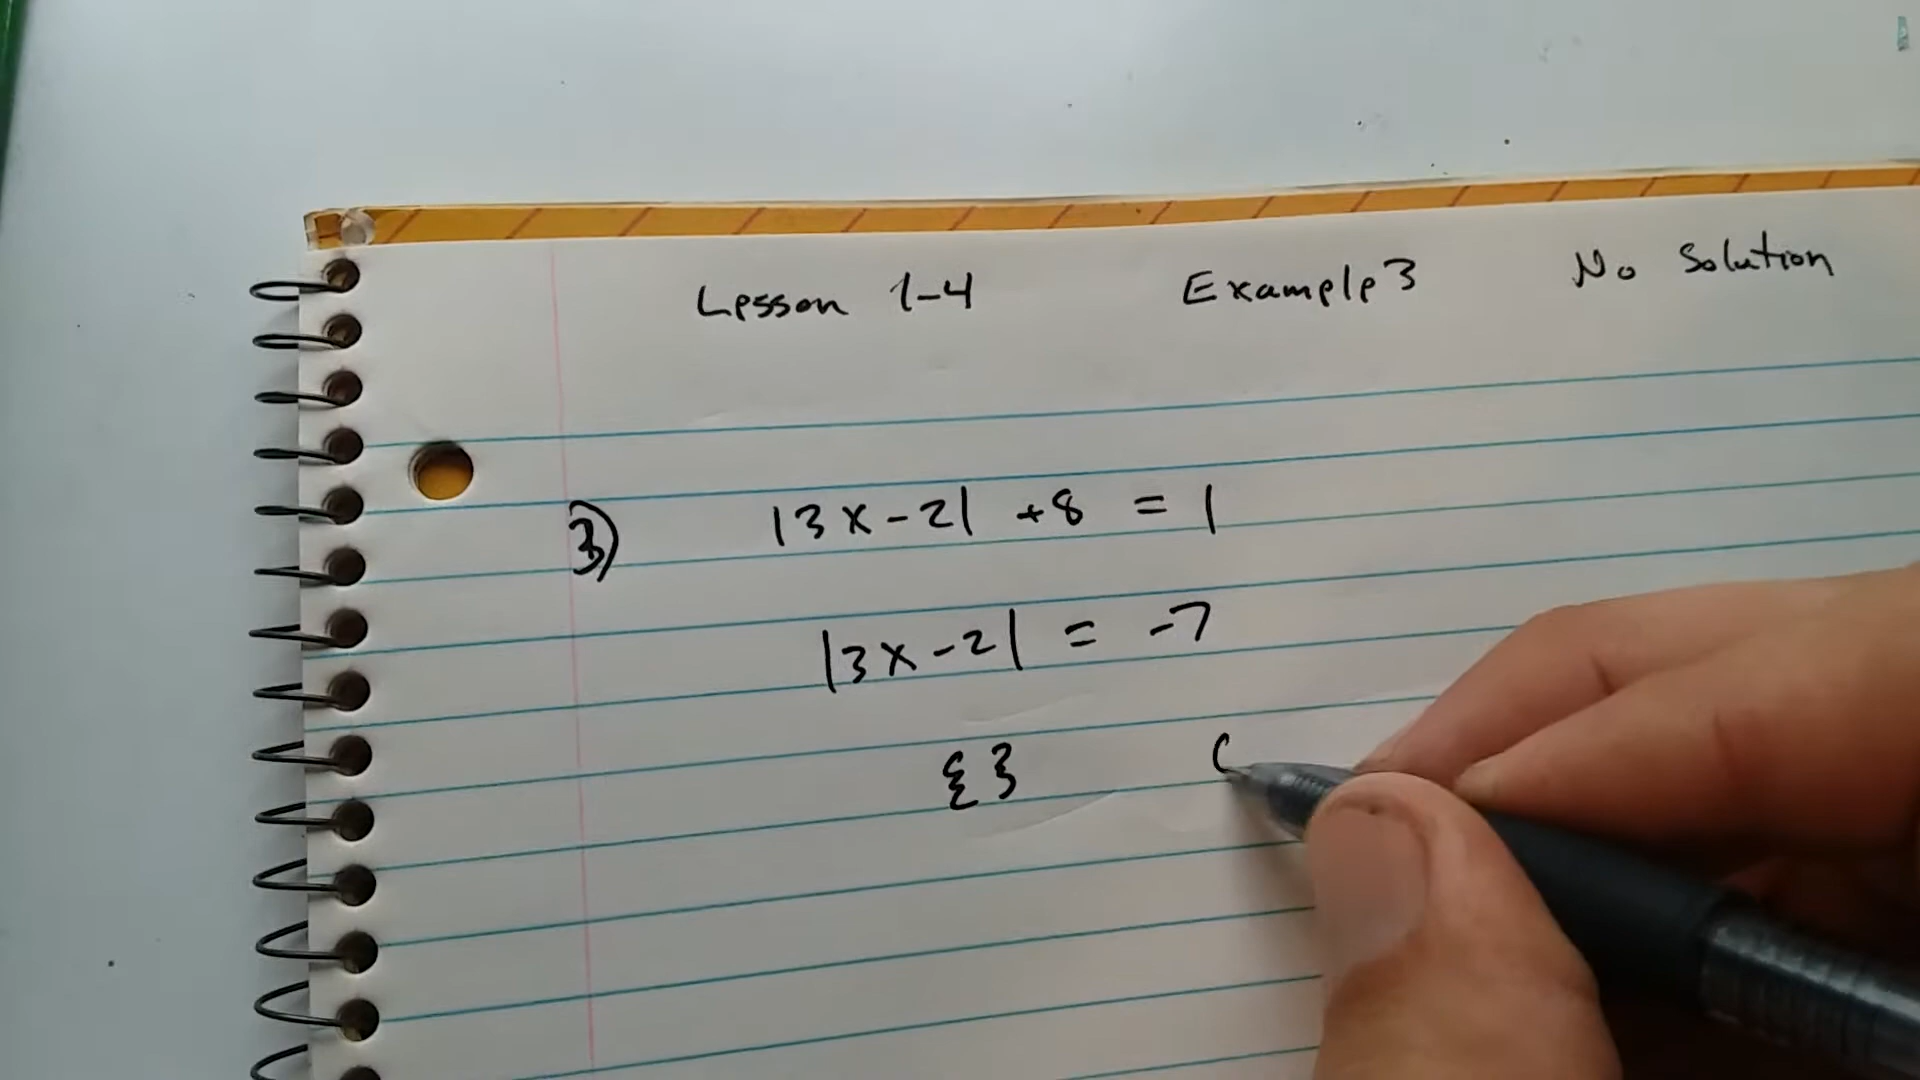 Lesson 1-4 Example 3 No Solution
3) |3x-2| +8 = 1
|3x-2| = -7
{}